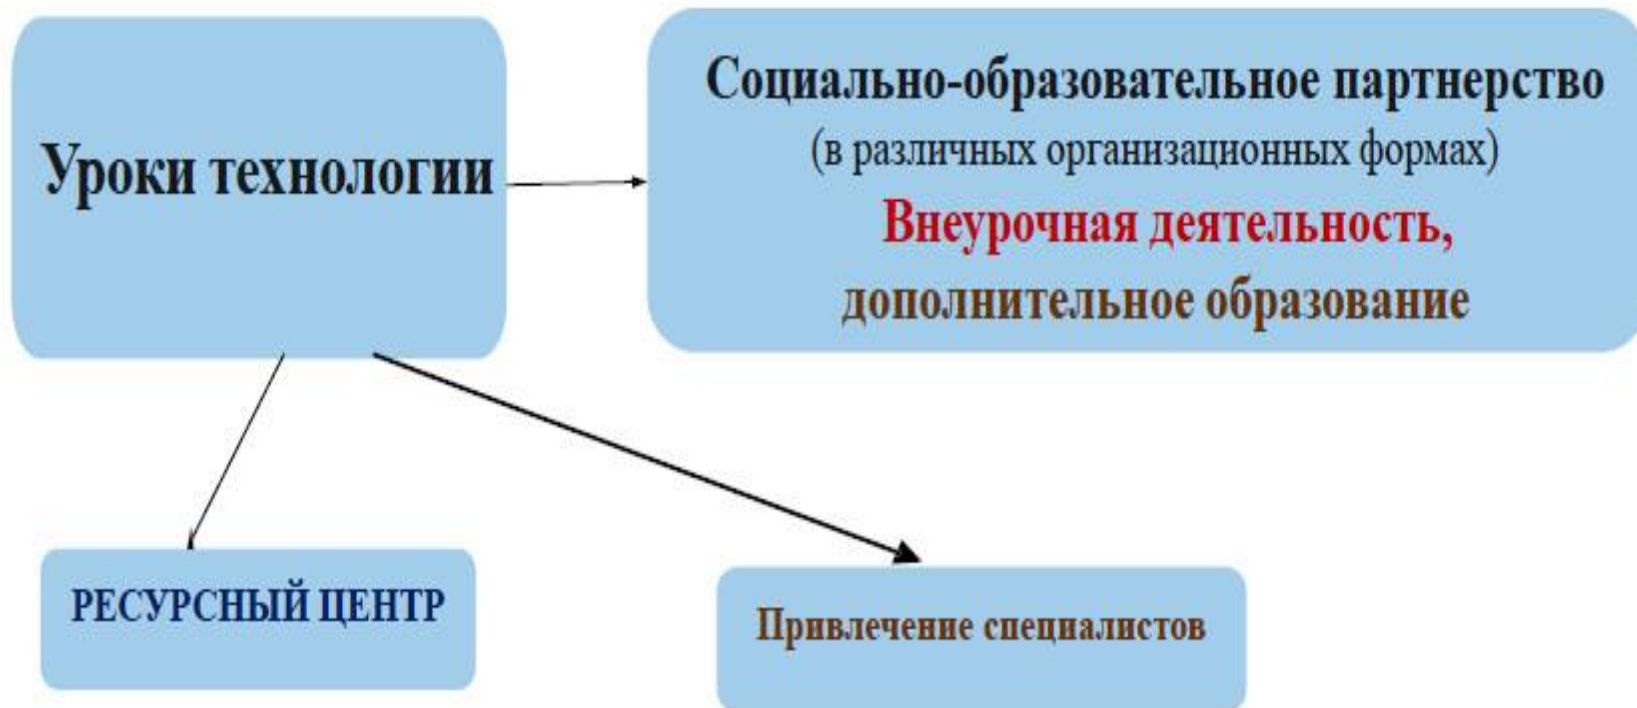 Уроки технологии
Социально-образовательное партнерство
(в различных организационных формах)
Внеурочная деятельность,
дополнительное образование
РЕСУРСНЫЙ ЦЕНТР
Привлечение специалистов